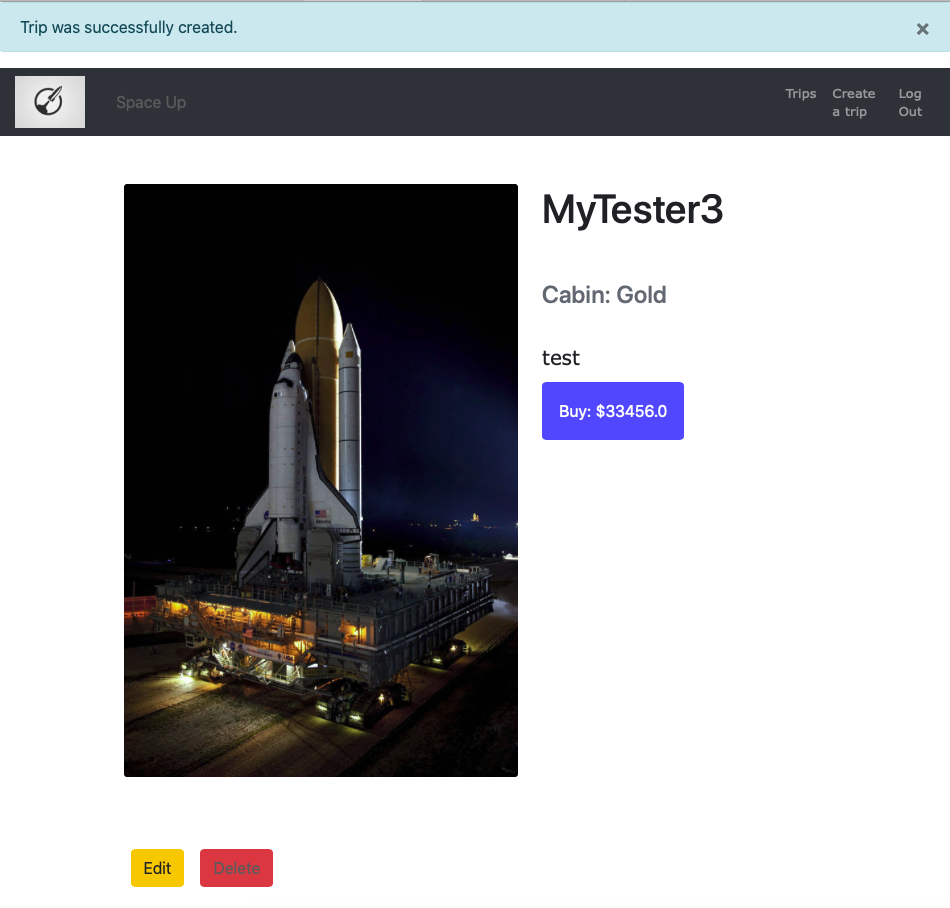 Trip was successfully created.
×
Space Up
Trips
Create
a trip
Log
Out
MyTester3
Cabin: Gold
test
Buy: $33456.0
Edit
Delete